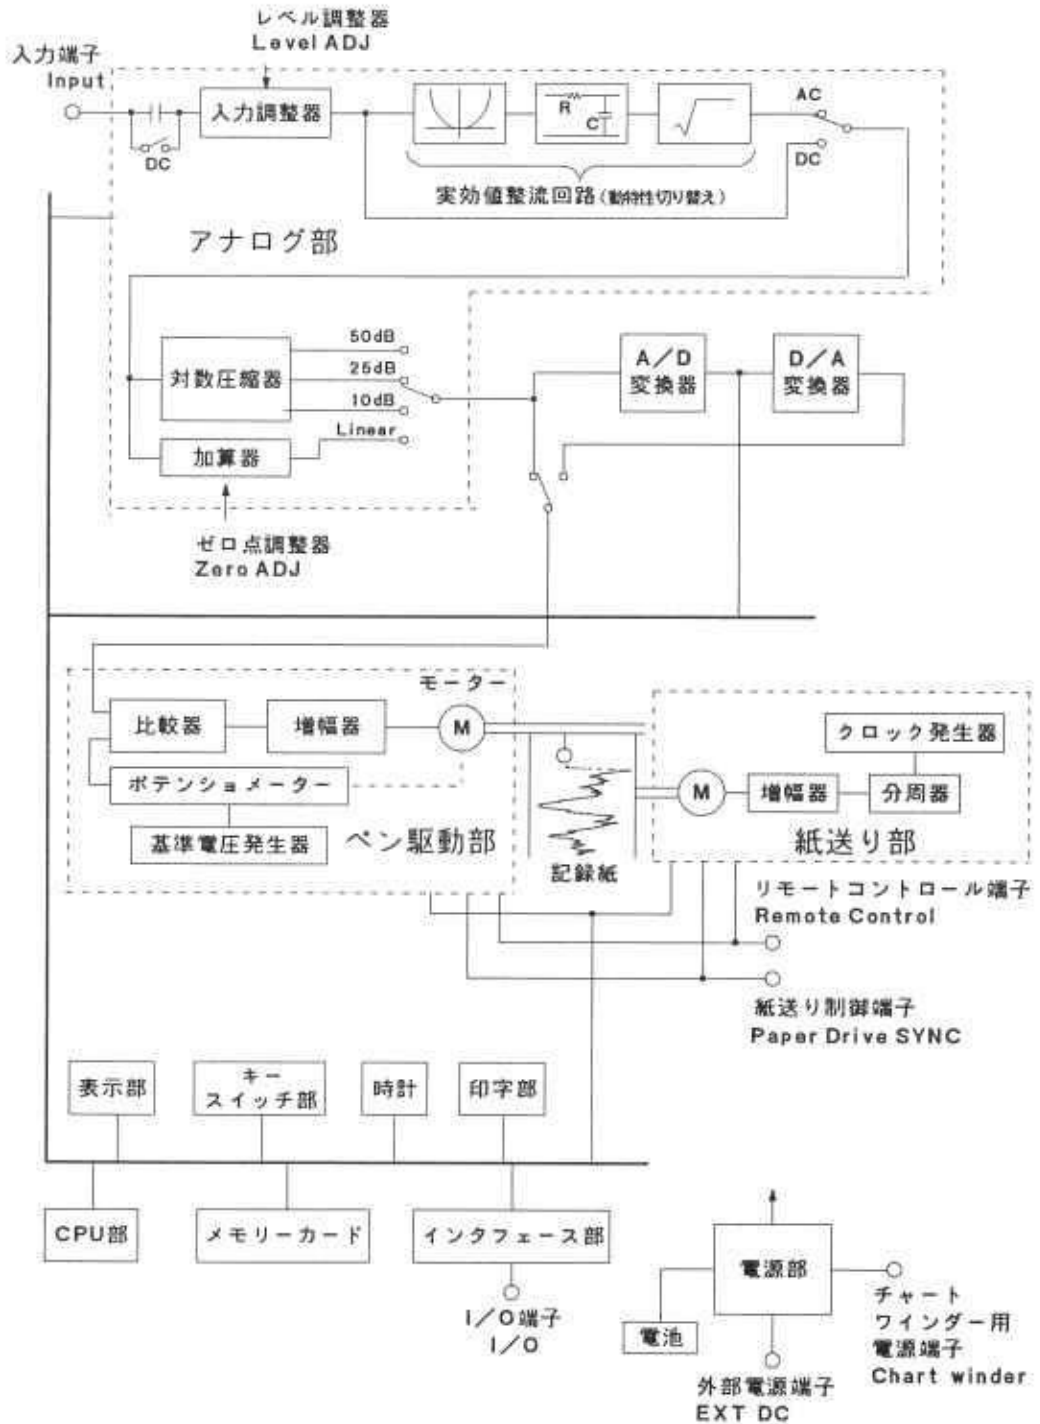 レベル調整器
Level ADJ
入力端子
Input
入力調整器
DC
R
C
AC
DC
実効値整流回路(動特性切り替え)
アナログ部
50dB
25dB
10dB
Linear
対数圧縮器
加算器
A/D
変換器
D/A
変換器
ゼロ点調整器
Zero ADJ
モーター
比較器
増幅器
M
ポテンショメーター
基準電圧発生器
ペン駆動部
記録紙
クロック発生器
M
増幅器
分周器
紙送り部
リモートコントロール端子
Remote Control
紙送り制御端子
Paper Drive SYNC
表示部
キー
スイッチ部
時計
印字部
CPU部
メモリーカード
インタフェース部
I/O端子
I/O
電源部
電池
チャート
ワインダー用
電源端子
Chart winder
外部電源端子
EXT DC